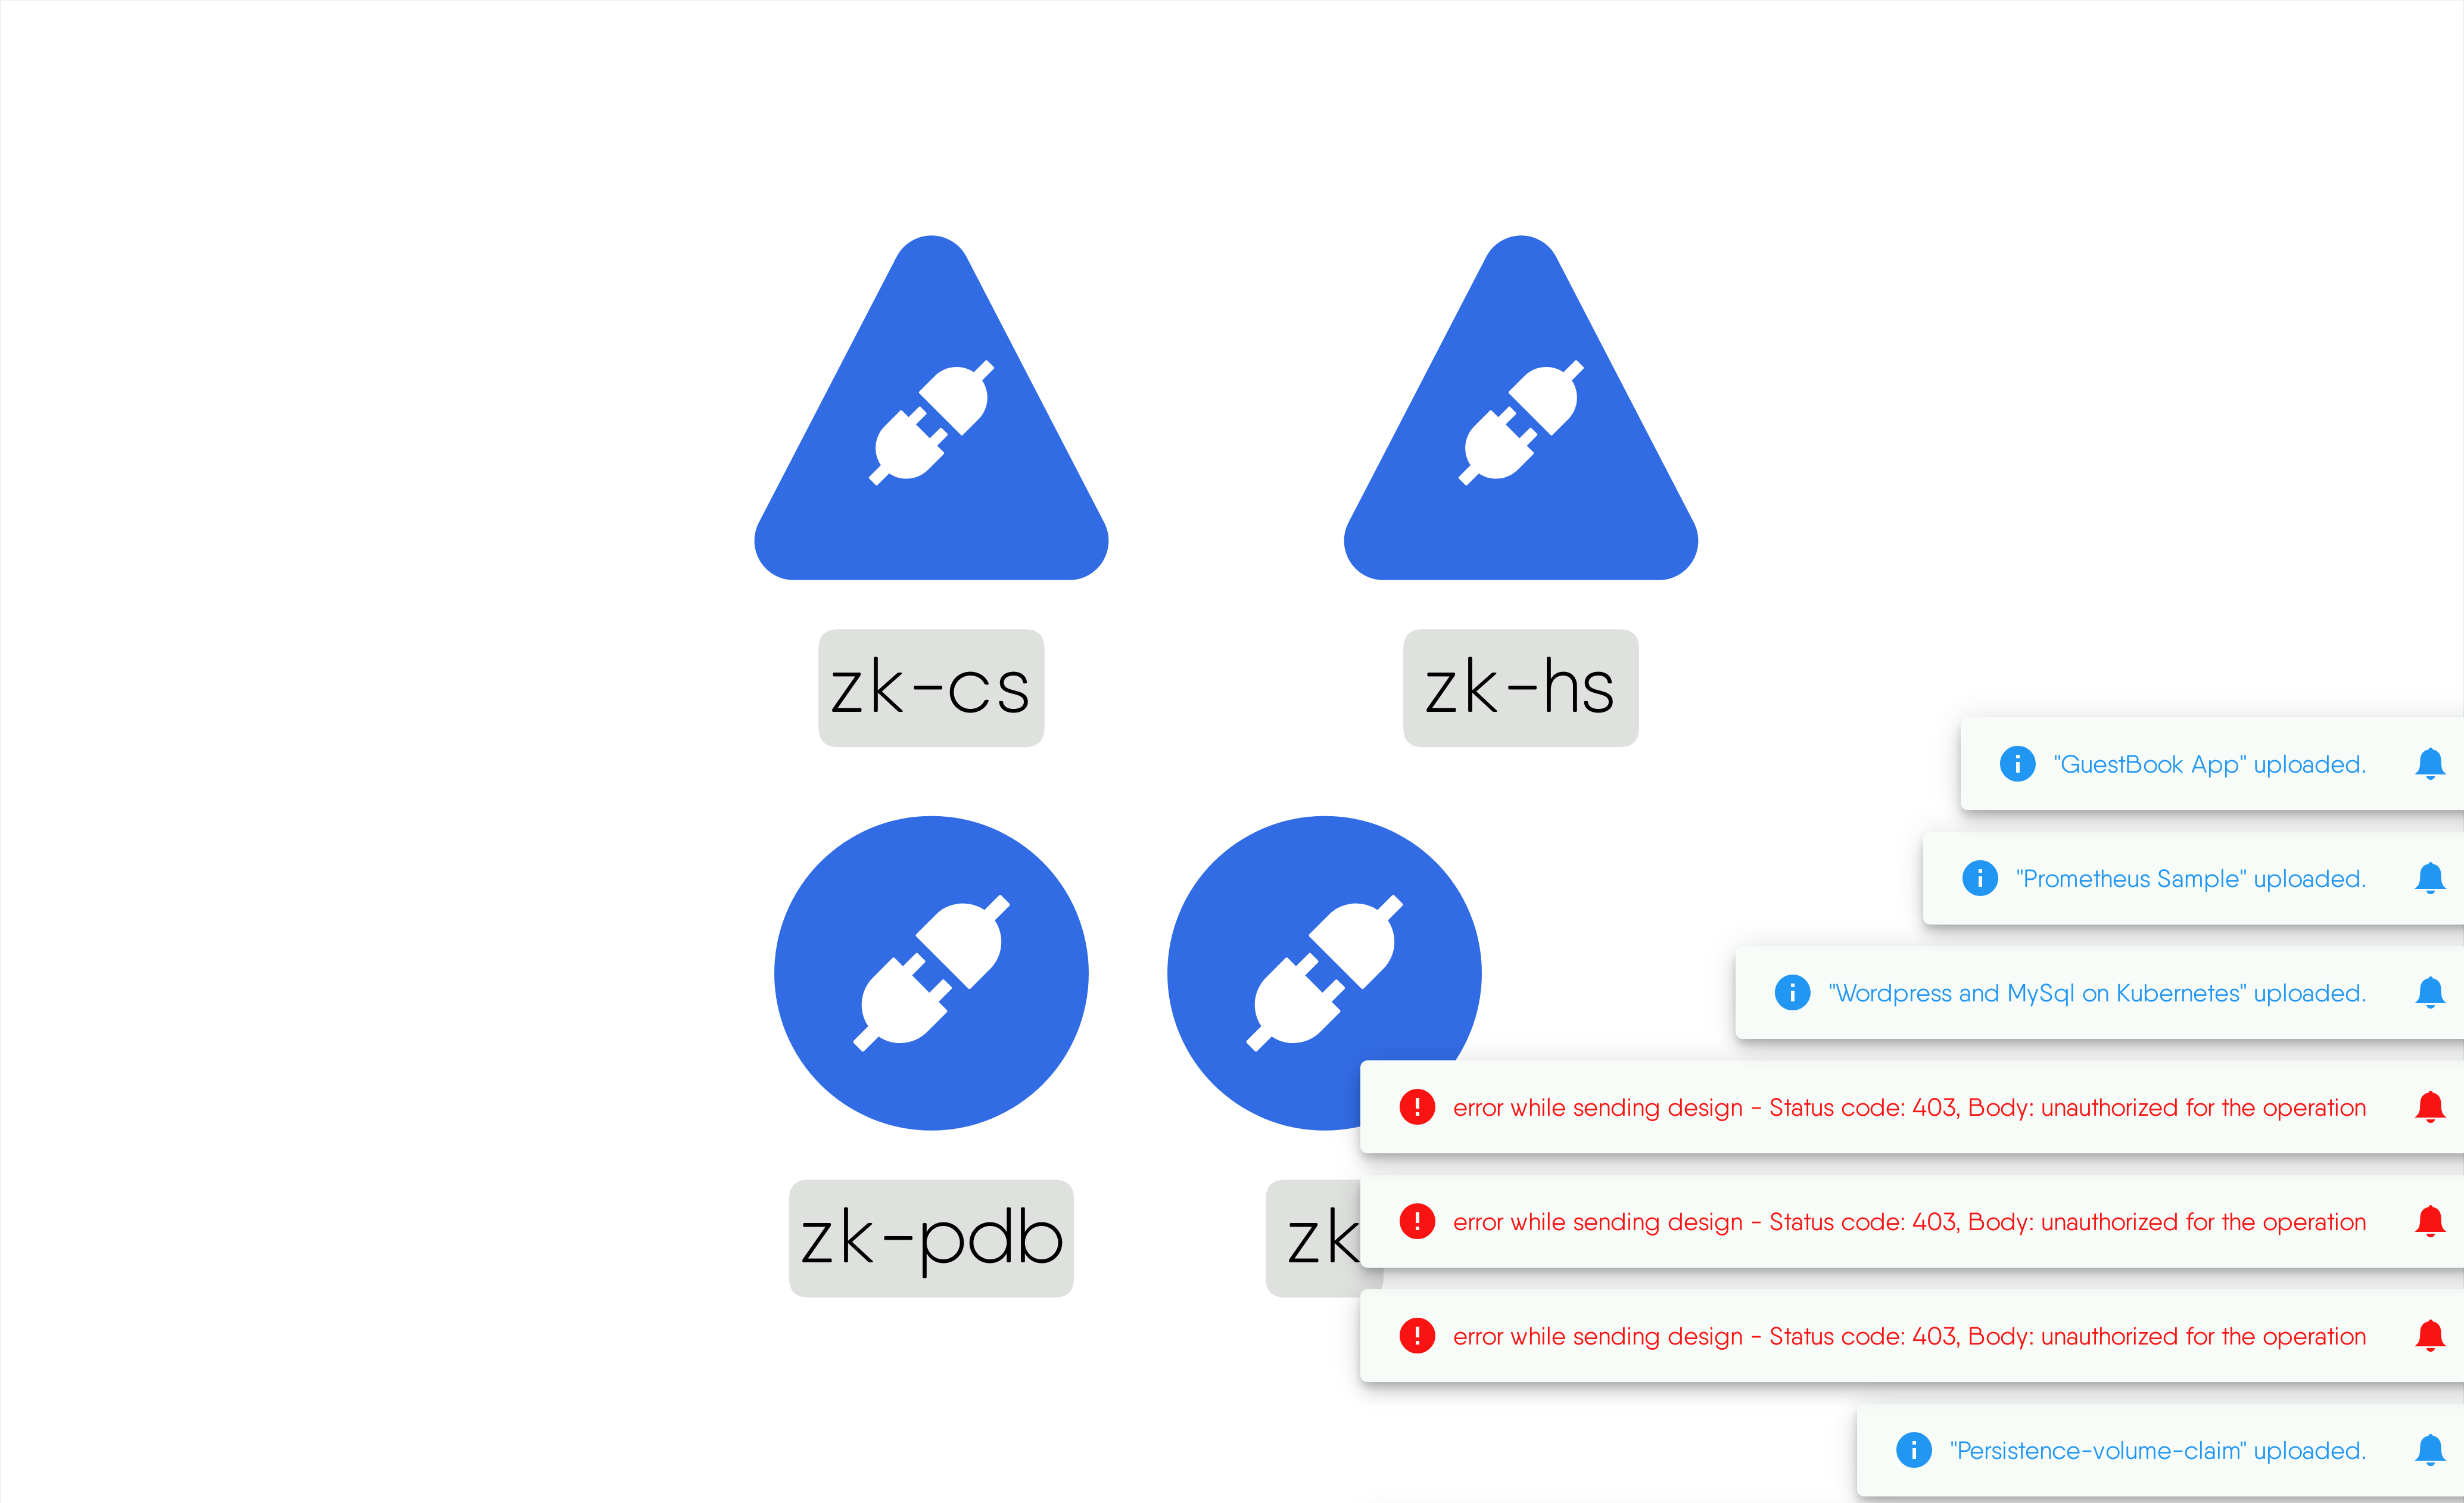 zk-cs
zk-hs
"GuestBook App" uploaded.
"Prometheus Sample" uploaded.
"Wordpress and MySql on Kubernetes" uploaded.
error while sending design - Status code: 403, Body: unauthorized for the operation
zk-pdb
zk
error while sending design - Status code: 403, Body: unauthorized for the operation
error while sending design - Status code: 403, Body: unauthorized for the operation
"Persistence-volume-claim" uploaded.